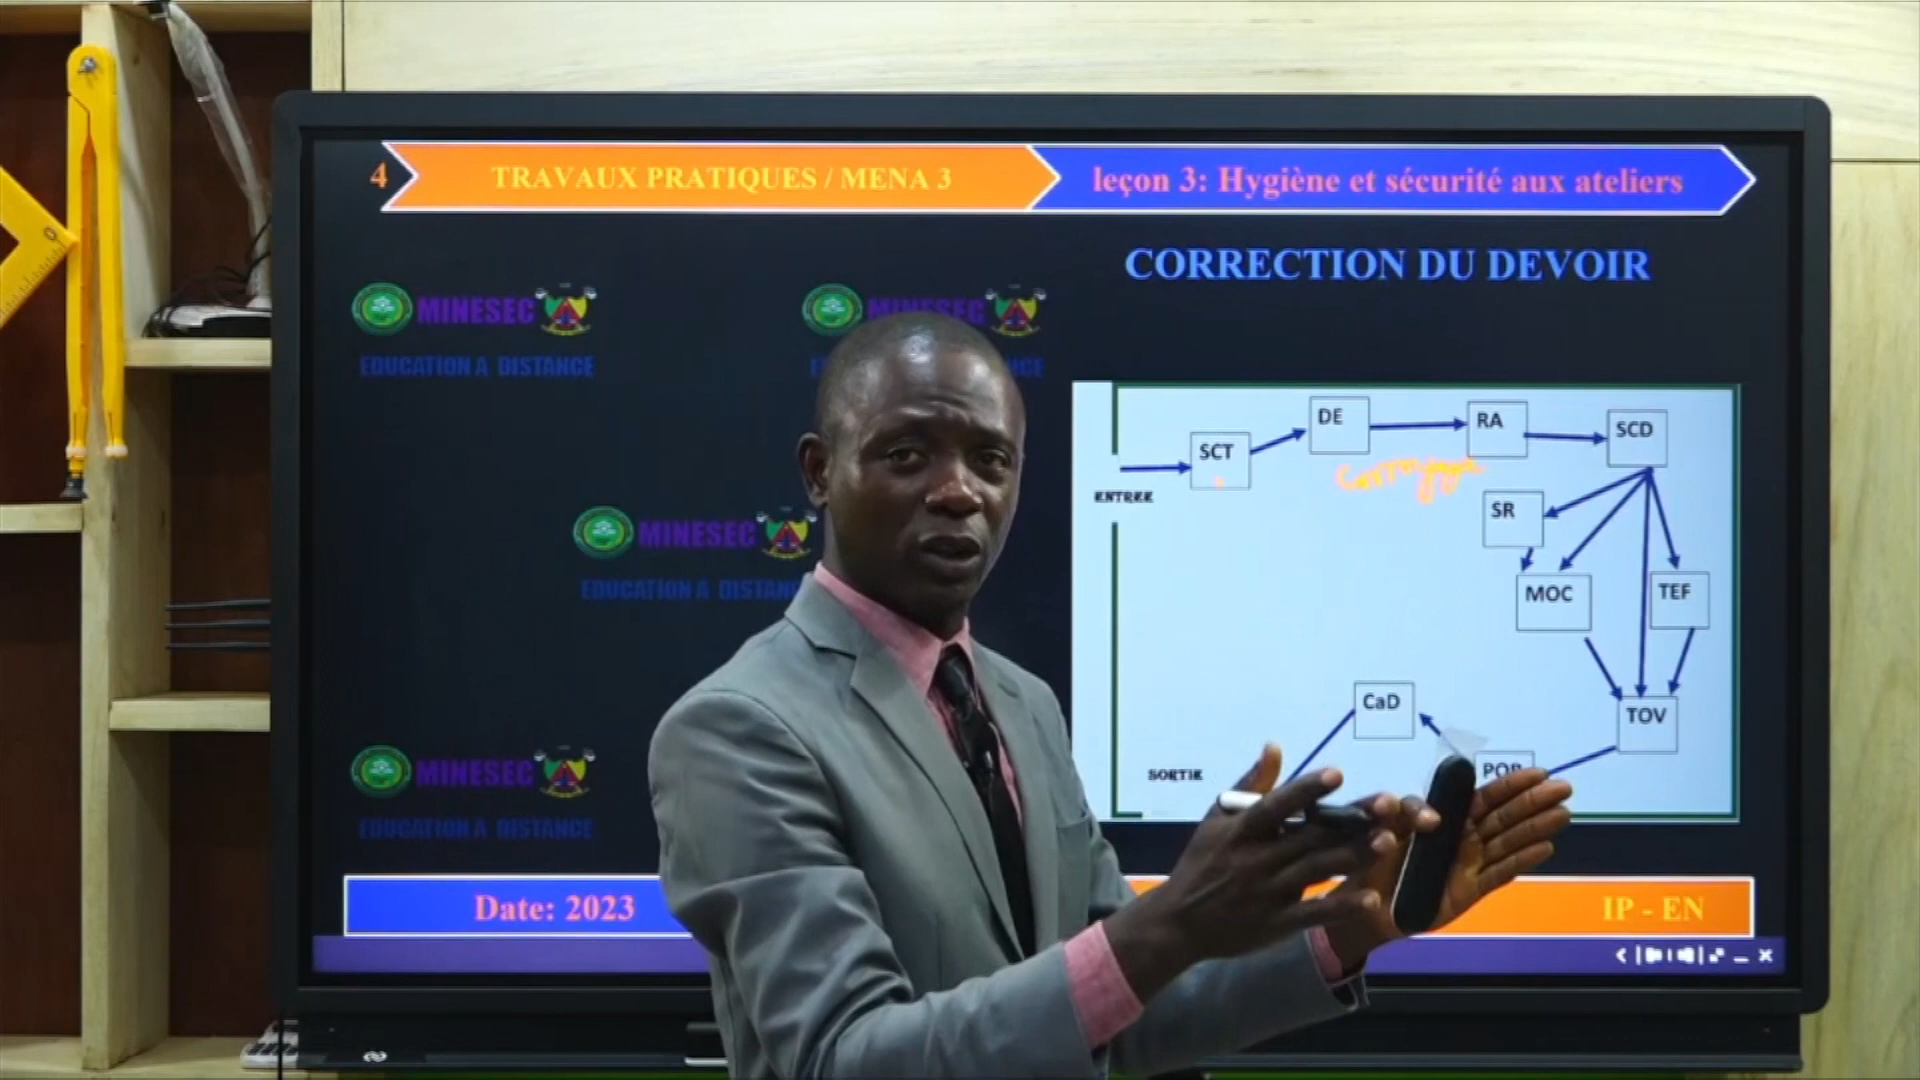 4
TRAVAUX PRATIQUES / MENA 3
leçon 3: Hygiène et sécurité aux ateliers
CORRECTION DU DEVOIR
MINESEC
EDUCATION A DISTANCE
MINESEC
MINESEC
EDUCATION A DISTANCE
MINESEC
EDUCATION A DISTANCE
DE
RA
SCD
SCT
ENTREE
SR
MOC
TEF
CaD
TOV
SORTIE
Date: 2023
IP - EN